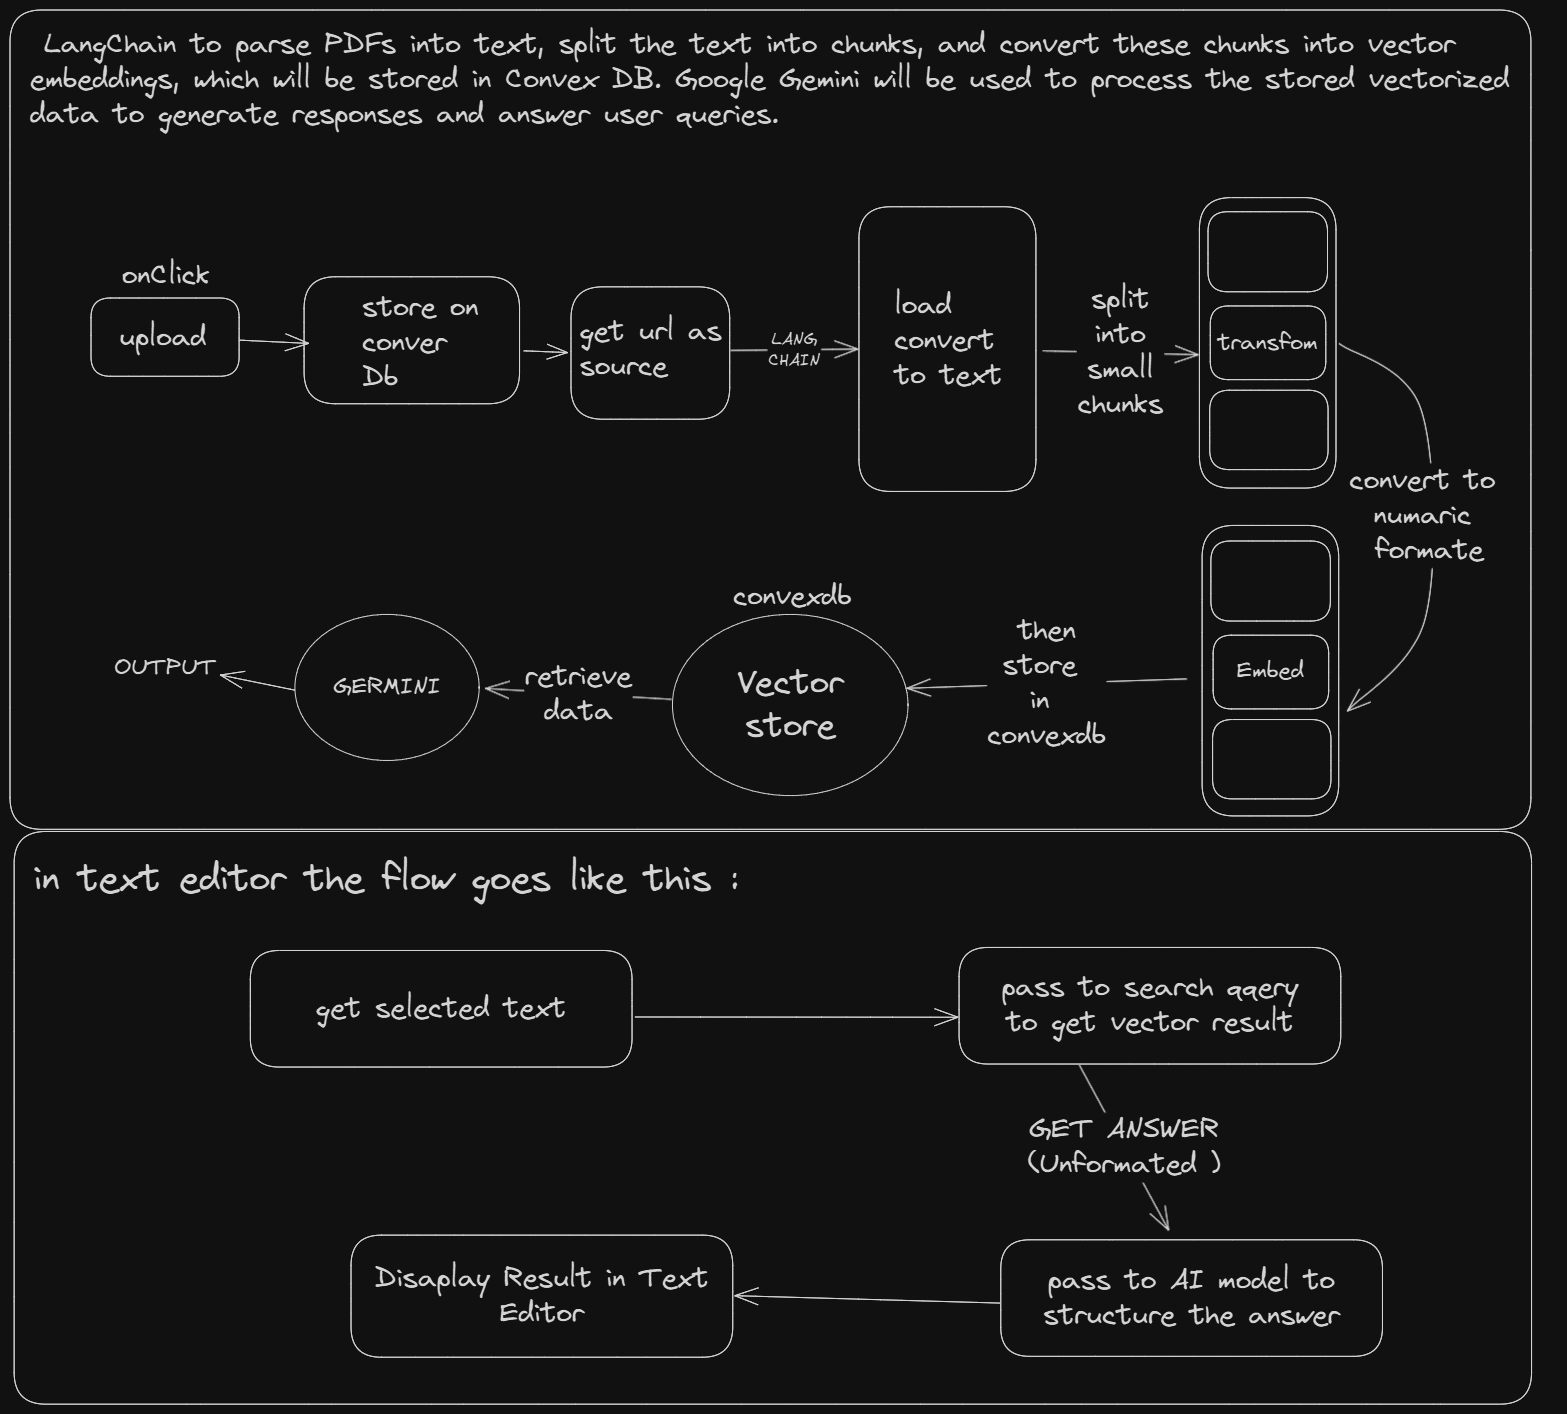 LangChain to parse PDFs into text, split the text into chunks, and convert these chunks into vector
embeddings, which will be stored in Convex DB. Google Gemini will be used to process the stored vectorized
data to generate responses and answer user queries.
onClick
upload
store on
conver
Db
get url as
source
LANG
CHAIN
load
convert
to text
split
into
small
chunks
transfom
convert to
numaric
formate
Embed
then
store
in
convexdb
convexdb
Vector
store
retrieve
data
GERMINI
OUTPUT
in text editor the flow goes like this :
get selected text
pass to search qqery
to get vector result
GET ANSWER
(Unformated )
pass to AI model to
structure the answer
Disaplay Result in Text
Editor